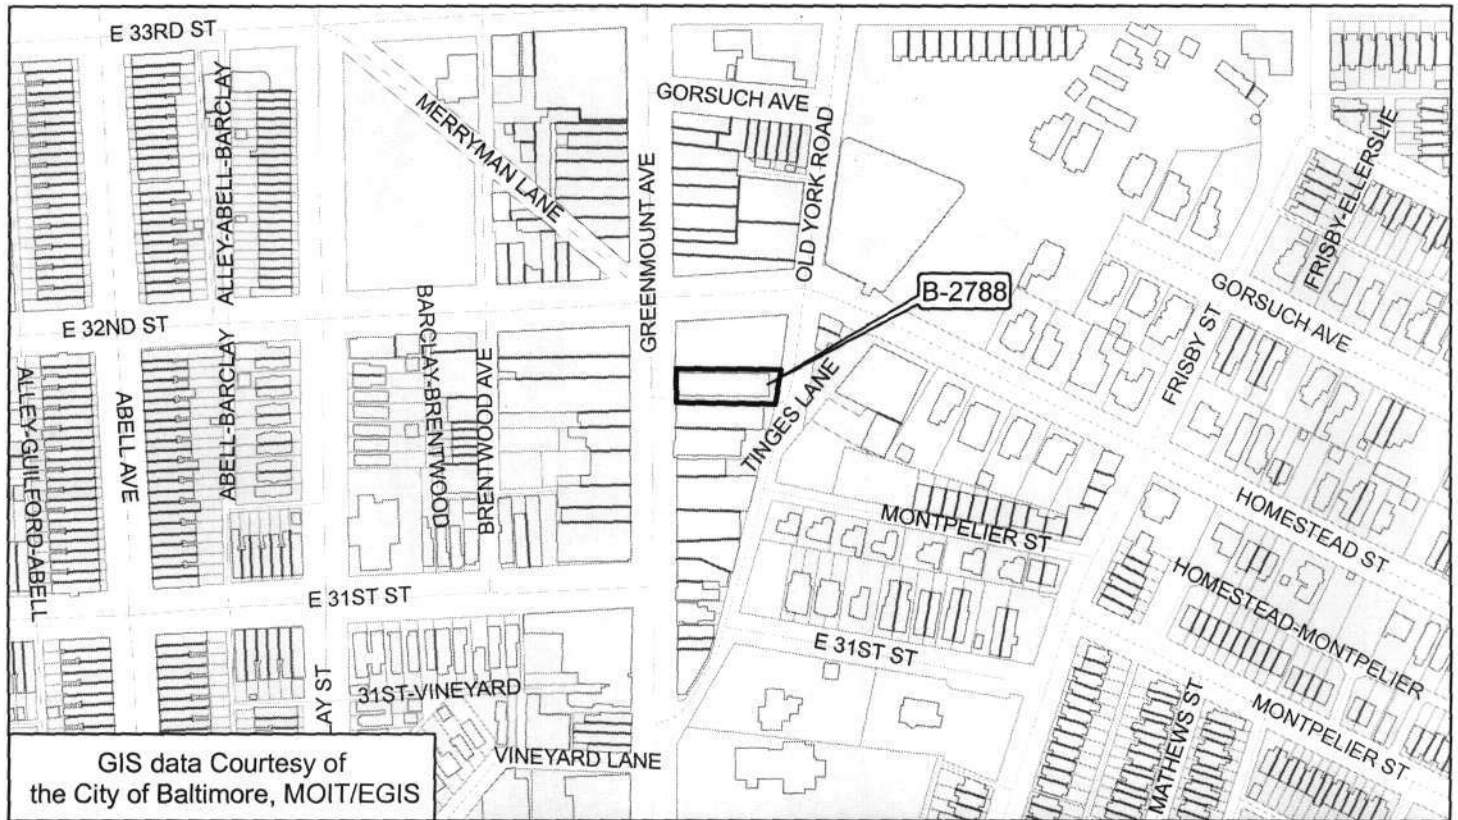 E 33RD ST
ALLEY-ABELL-BARCLAY
MERRYMAN LANE
GORSUCH AVE
OLD YORK ROAD
GREENMOUNT AVE
FRISBY-ELLERSLIE
B-2788
GORSUCH AVE
E 32ND ST
BARCLAY-BRENTWOOD
BRENTWOOD AVE
ABELL-BARCLAY
ALLEY-GUILFORD-ABELL
ABELL AVE
TINGES LANE
FRISBY ST
MONTPELIER ST
HOMESTEAD ST
HOMESTEAD-MONTPELIER
E 31ST ST
E 31ST ST
31ST-VINEYARD
AY ST
VINEYARD LANE
MATHEWS ST
MONTPELIER ST
GIS data Courtesy of
the City of Baltimore, MOIT/EGIS